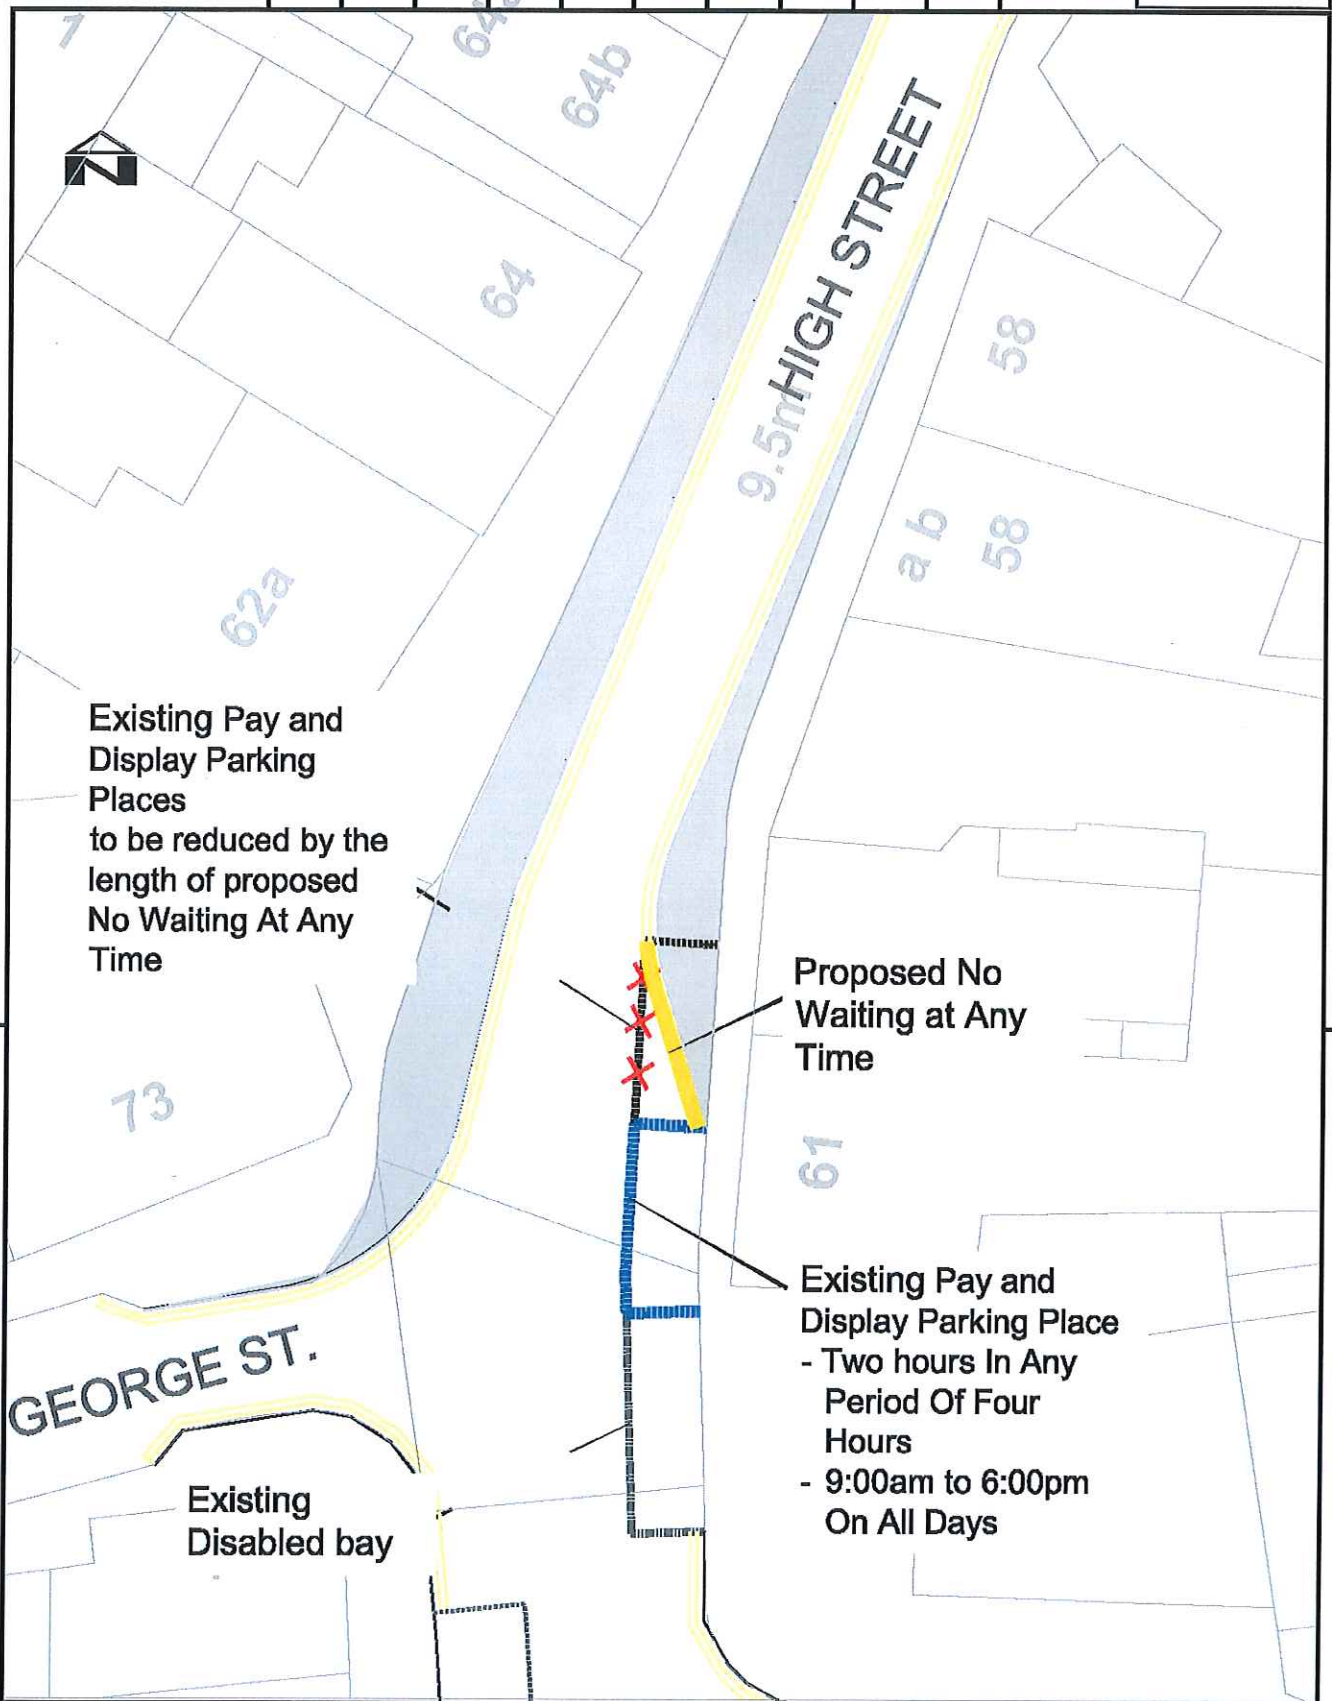 64b
N
HIGH STREET
64
58
9.5m
a b
58
62a
Existing Pay and
Display Parking
Places
to be reduced by the
length of proposed
No Waiting At Any
Time
Proposed No
Waiting at Any
Time
73
61
Existing Pay and
Display Parking Place
- Two hours In Any
Period Of Four
Hours
- 9:00am to 6:00pm
On All Days
GEORGE ST.
Existing
Disabled bay